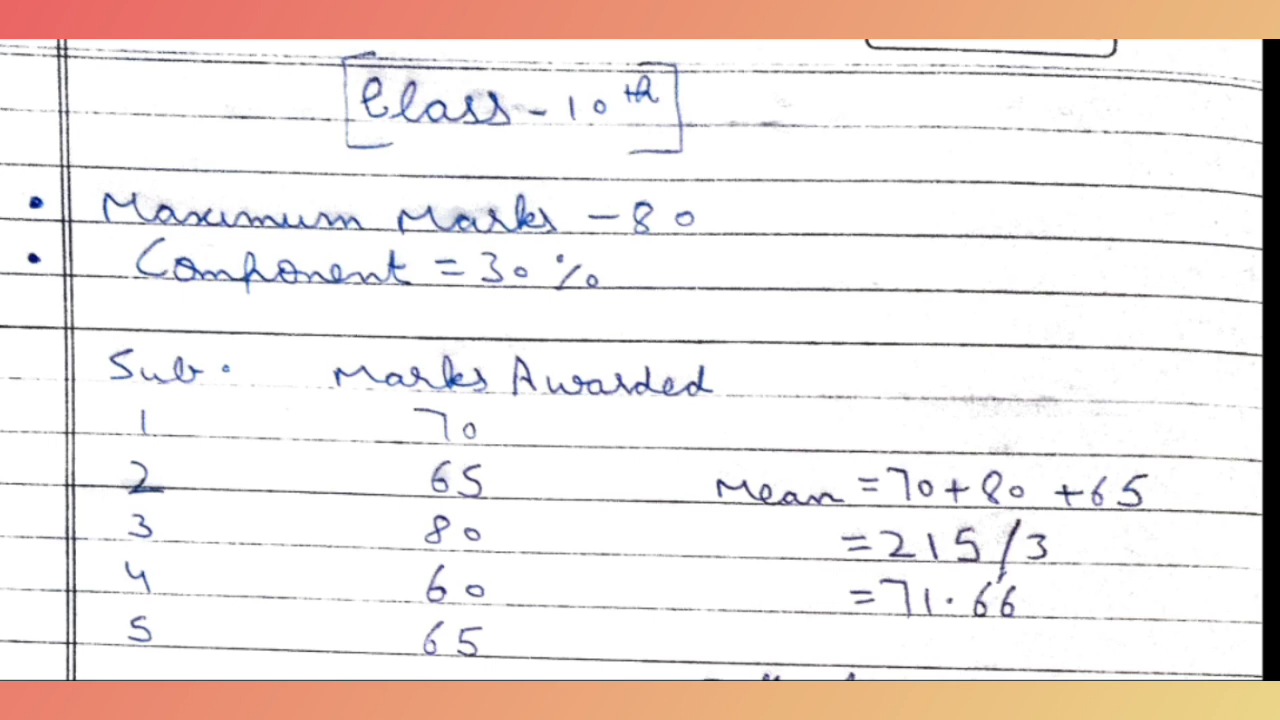 Class - 10th
• Maximum Marks - 80
• Component = 30%
Sub. Marks Awarded
1 70
2 65
3 80
4 60
5 65
Mean = 70+80+65
= 215/3
= 71.66